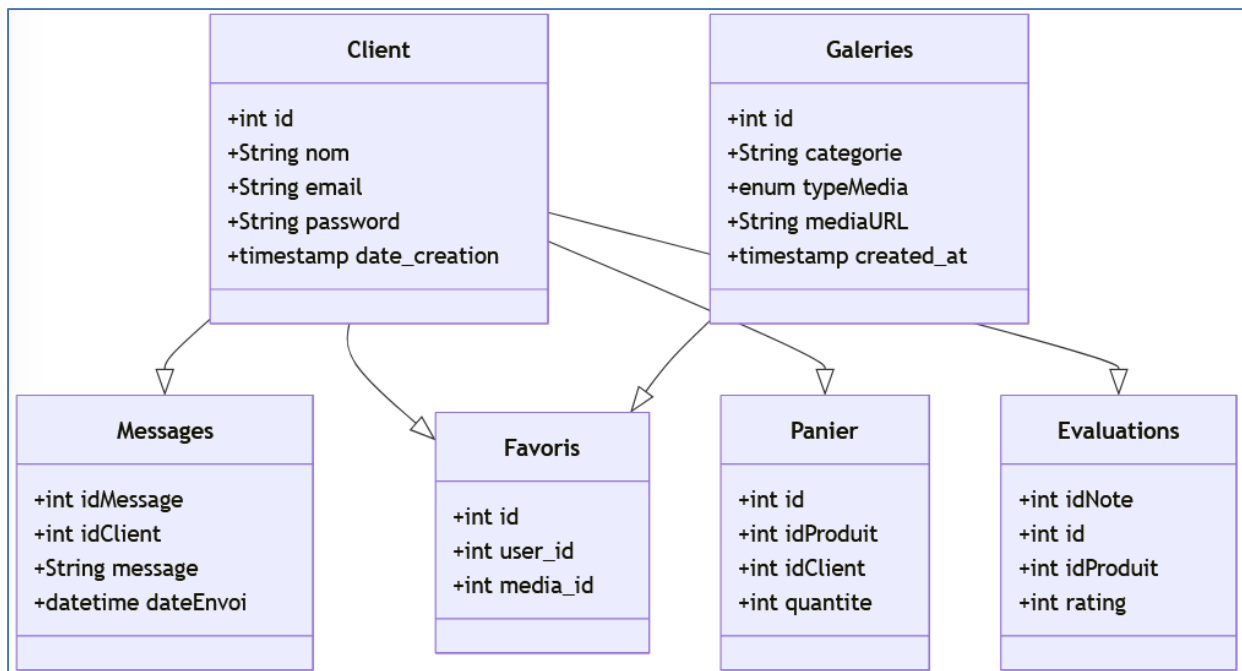 Client
+int id
+String nom
+String email
+String password
+timestamp date_creation
Galeries
+int id
+String categorie
+enum typeMedia
+String mediaURL
+timestamp created_at
Messages
+int idMessage
+int idClient
+String message
+datetime dateEnvoi
Favoris
+int id
+int user_id
+int media_id
Panier
+int id
+int idProduit
+int idClient
+int quantite
Evaluations
+int idNote
+int id
+int idProduit
+int rating